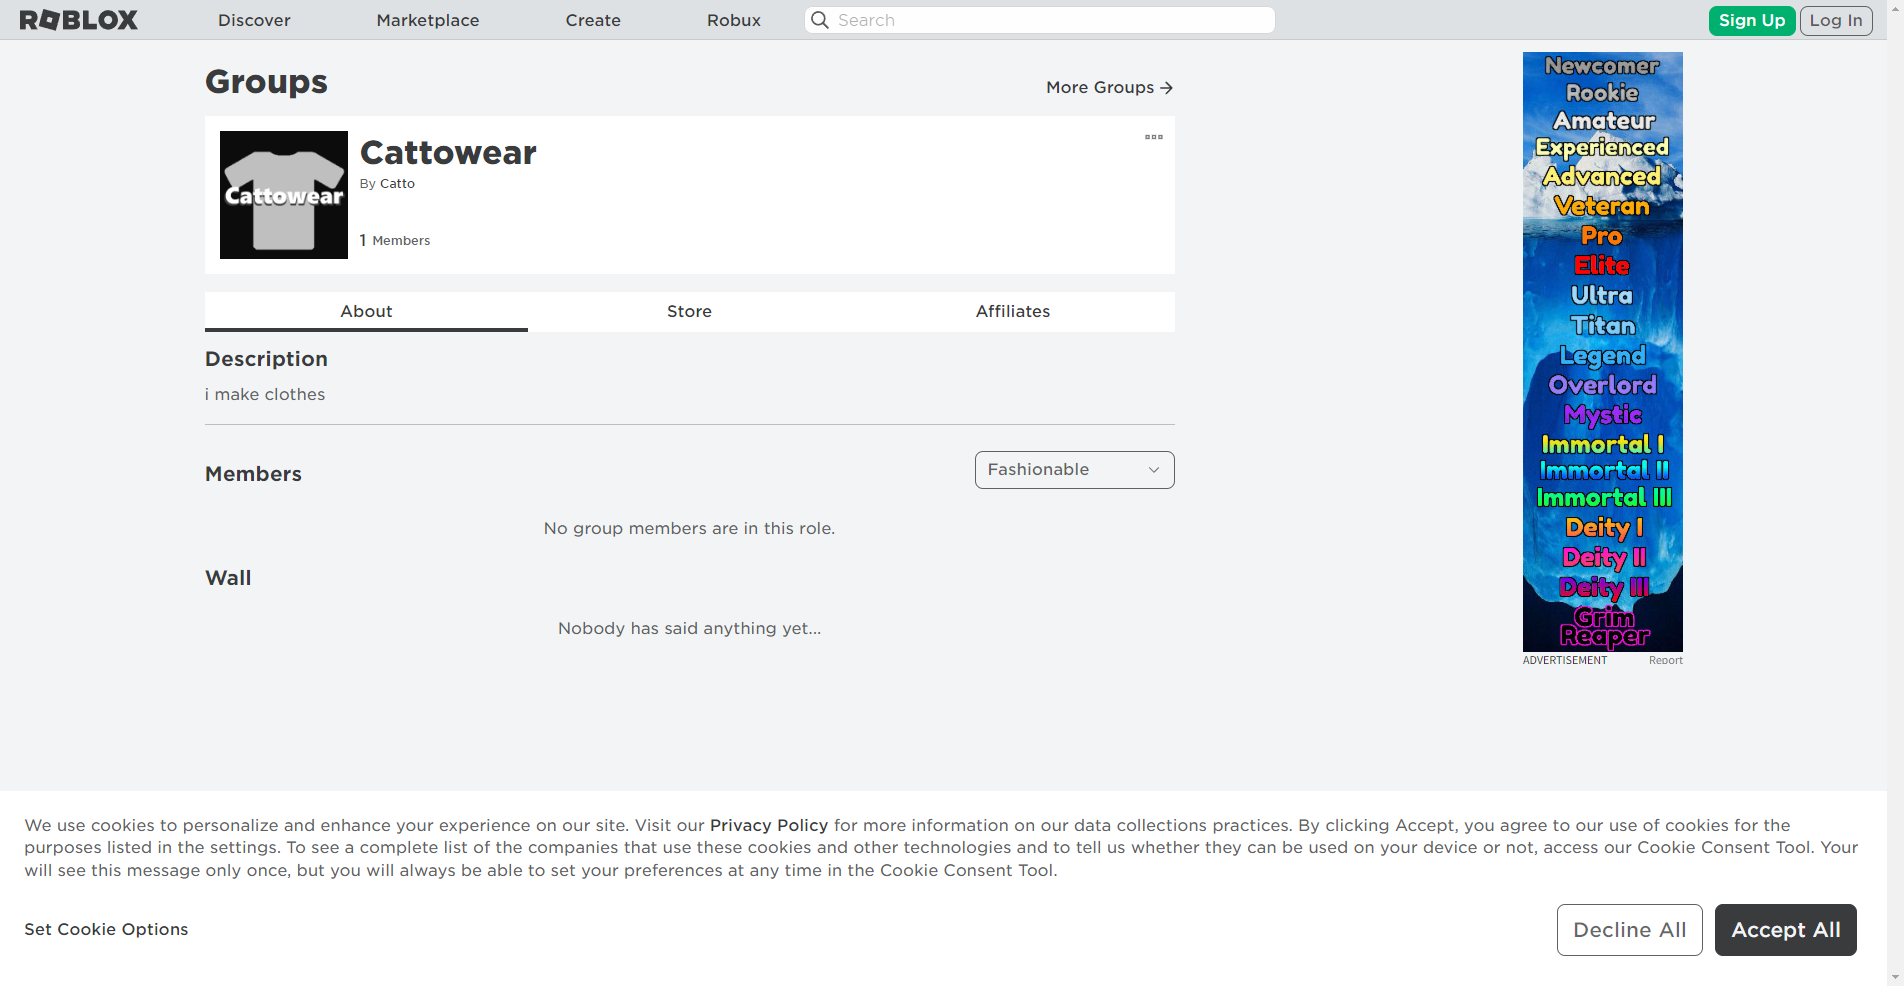 ROBLOX Discover Marketplace Create Robux Search Sign Up Log In
Groups
More Groups
Cattowear
Cattowear
By Catto
1 Members
About Store Affiliates
Description
i make clothes
Members
Fashionable
No group members are in this role.
Wall
Nobody has said anything yet...
Newcomer
Rookie
Amateur
Experienced
Advanced
Veteran
Pro
Elite
Ultra
Titan
Legend
Overlord
Mystic
Immortal I
Immortal II
Immortal III
Deity I
Deity II
Deity III
Grim
Reaper
ADVERTISEMENT Report
We use cookies to personalize and enhance your experience on our site. Visit our Privacy Policy for more information on our data collections practices. By clicking Accept, you agree to our use of cookies for the
purposes listed in the settings. To see a complete list of the companies that use these cookies and other technologies and to tell us whether they can be used on your device or not, access our Cookie Consent Tool. Your
will see this message only once, but you will always be able to set your preferences at any time in the Cookie Consent Tool.
Set Cookie Options
Decline All Accept All